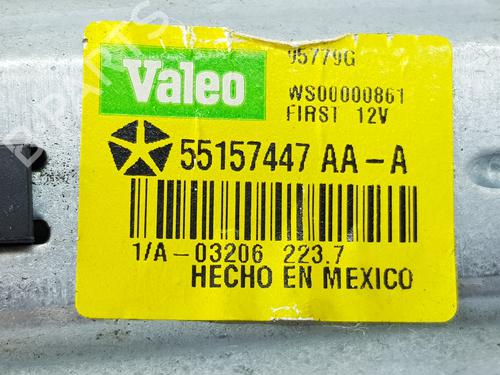 95779G
Valeo
WS00000861
FIRST 12V
55157447 AA-A
1/A-03206 223.7
HECHO EN MEXICO